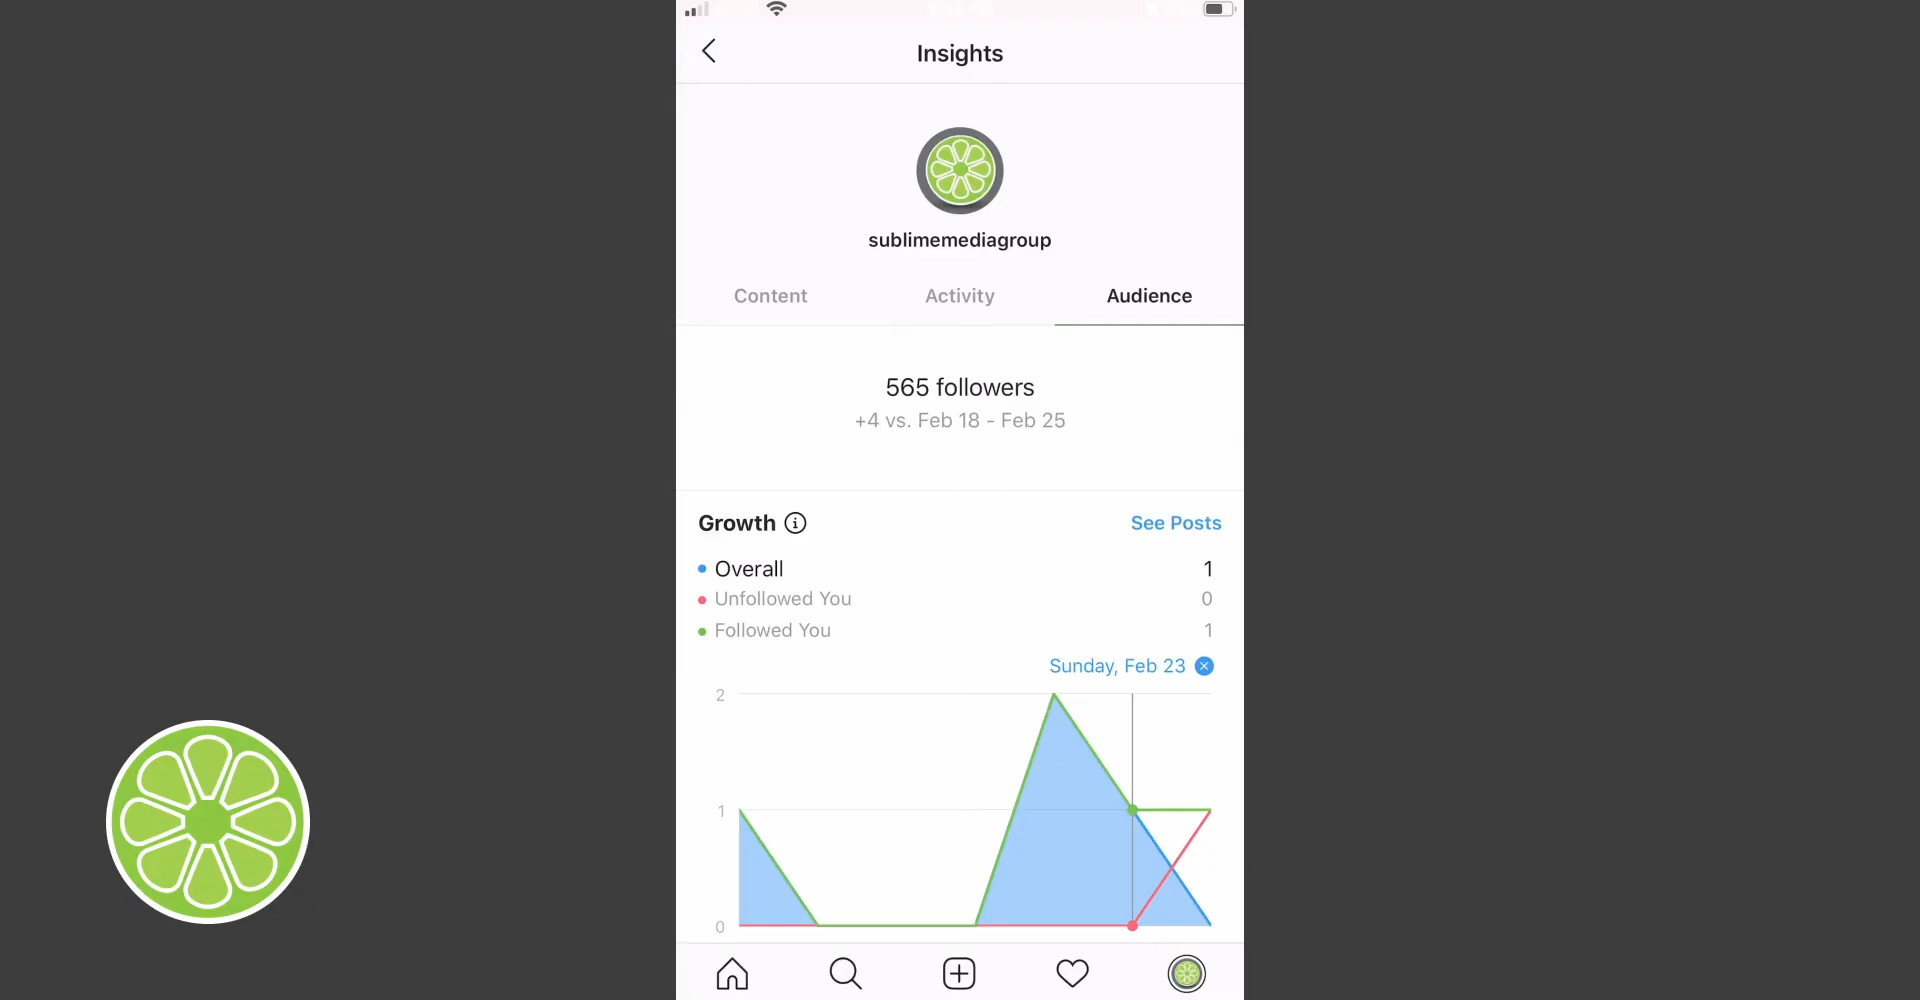 Insights
sublimemediagroup
Content Activity Audience
565 followers
+4 vs. Feb 18 - Feb 25
Growth See Posts
Overall 1
Unfollowed You 0
Followed You 1
Sunday, Feb 23
2
1
0